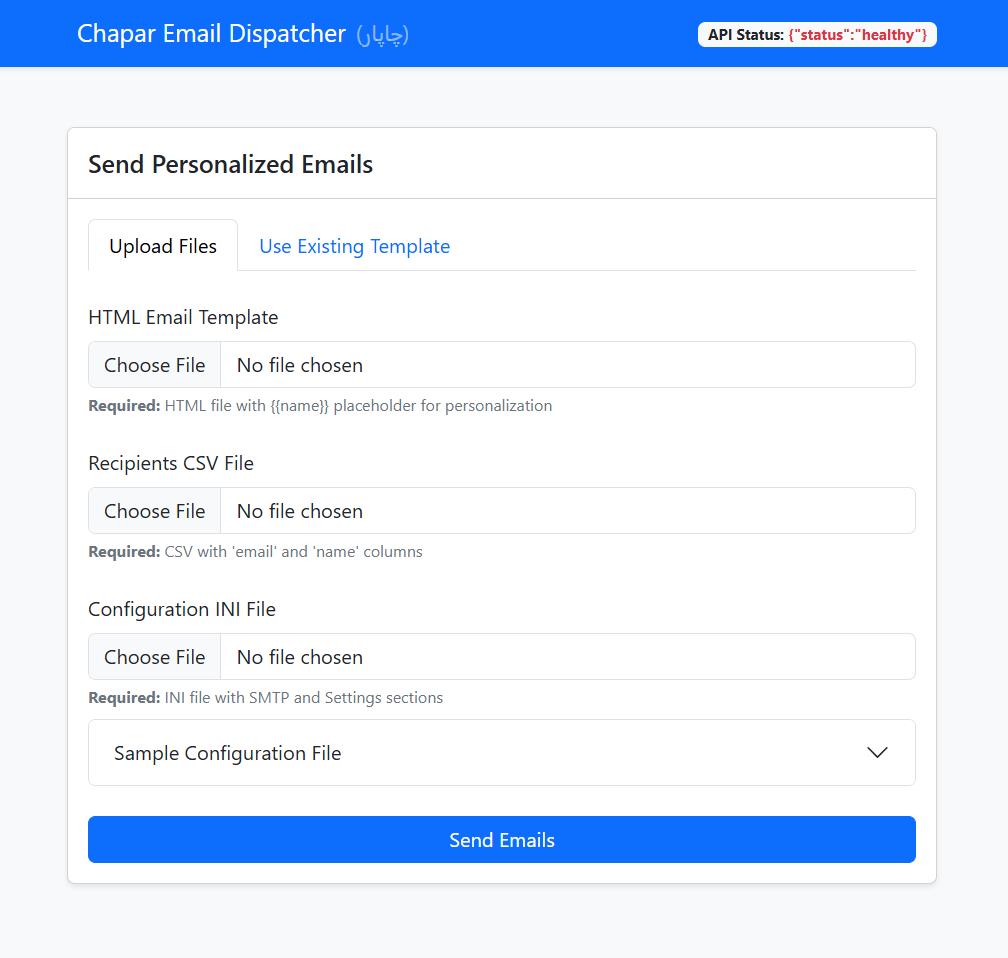 Chapar Email Dispatcher (چاپار)
API Status: {"status":"healthy"}
Send Personalized Emails
Upload Files
Use Existing Template
HTML Email Template
Choose File No file chosen
Required: HTML file with {{name}} placeholder for personalization
Recipients CSV File
Choose File No file chosen
Required: CSV with 'email' and 'name' columns
Configuration INI File
Choose File No file chosen
Required: INI file with SMTP and Settings sections
Sample Configuration File
Send Emails